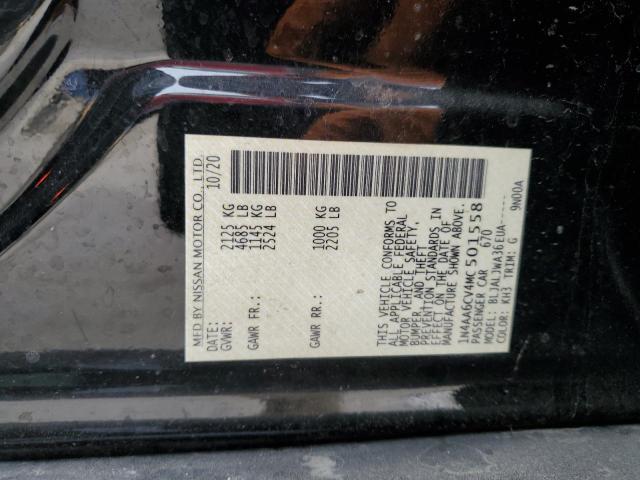 MFD BY NISSAN MOTOR CO., LTD.
DATE: 10/20
GVWR: 2125 KG
4685 LB
GAWR FR.: 1145 KG
2524 LB
GAWR RR.: 1000 KG
2205 LB
THIS VEHICLE CONFORMS TO
ALL APPLICABLE FEDERAL
MOTOR VEHICLE SAFETY,
BUMPER, AND THEFT
PREVENTION STANDARDS IN
EFFECT ON THE DATE OF
MANUFACTURE SHOWN ABOVE.
1N4AA6CV4MC501558
PASSENGER CAR 670
MODEL: BLJALJWA36EUA-----
COLOR: KH3 TRIM: G 9N00A